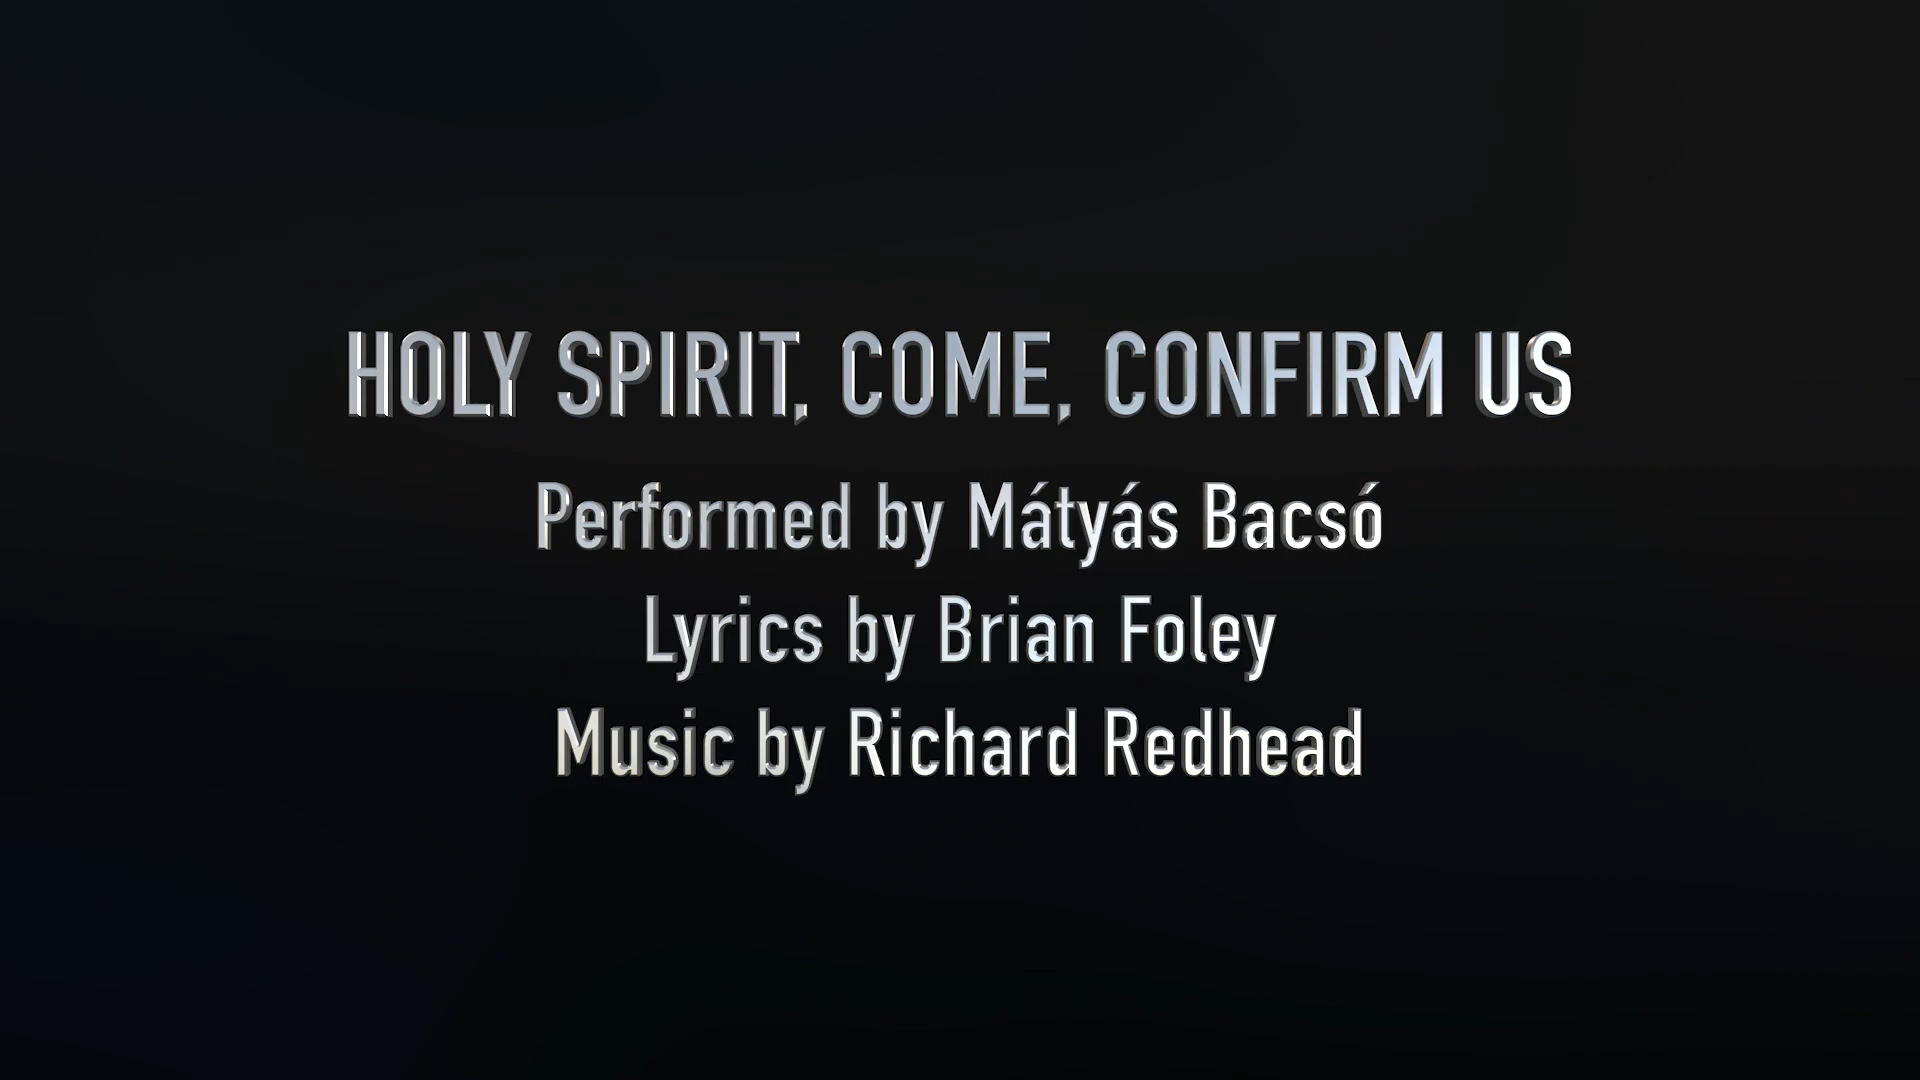 HOLY SPIRIT, COME, CONFIRM US
Performed by Mátyás Bacsó
Lyrics by Brian Foley
Music by Richard Redhead